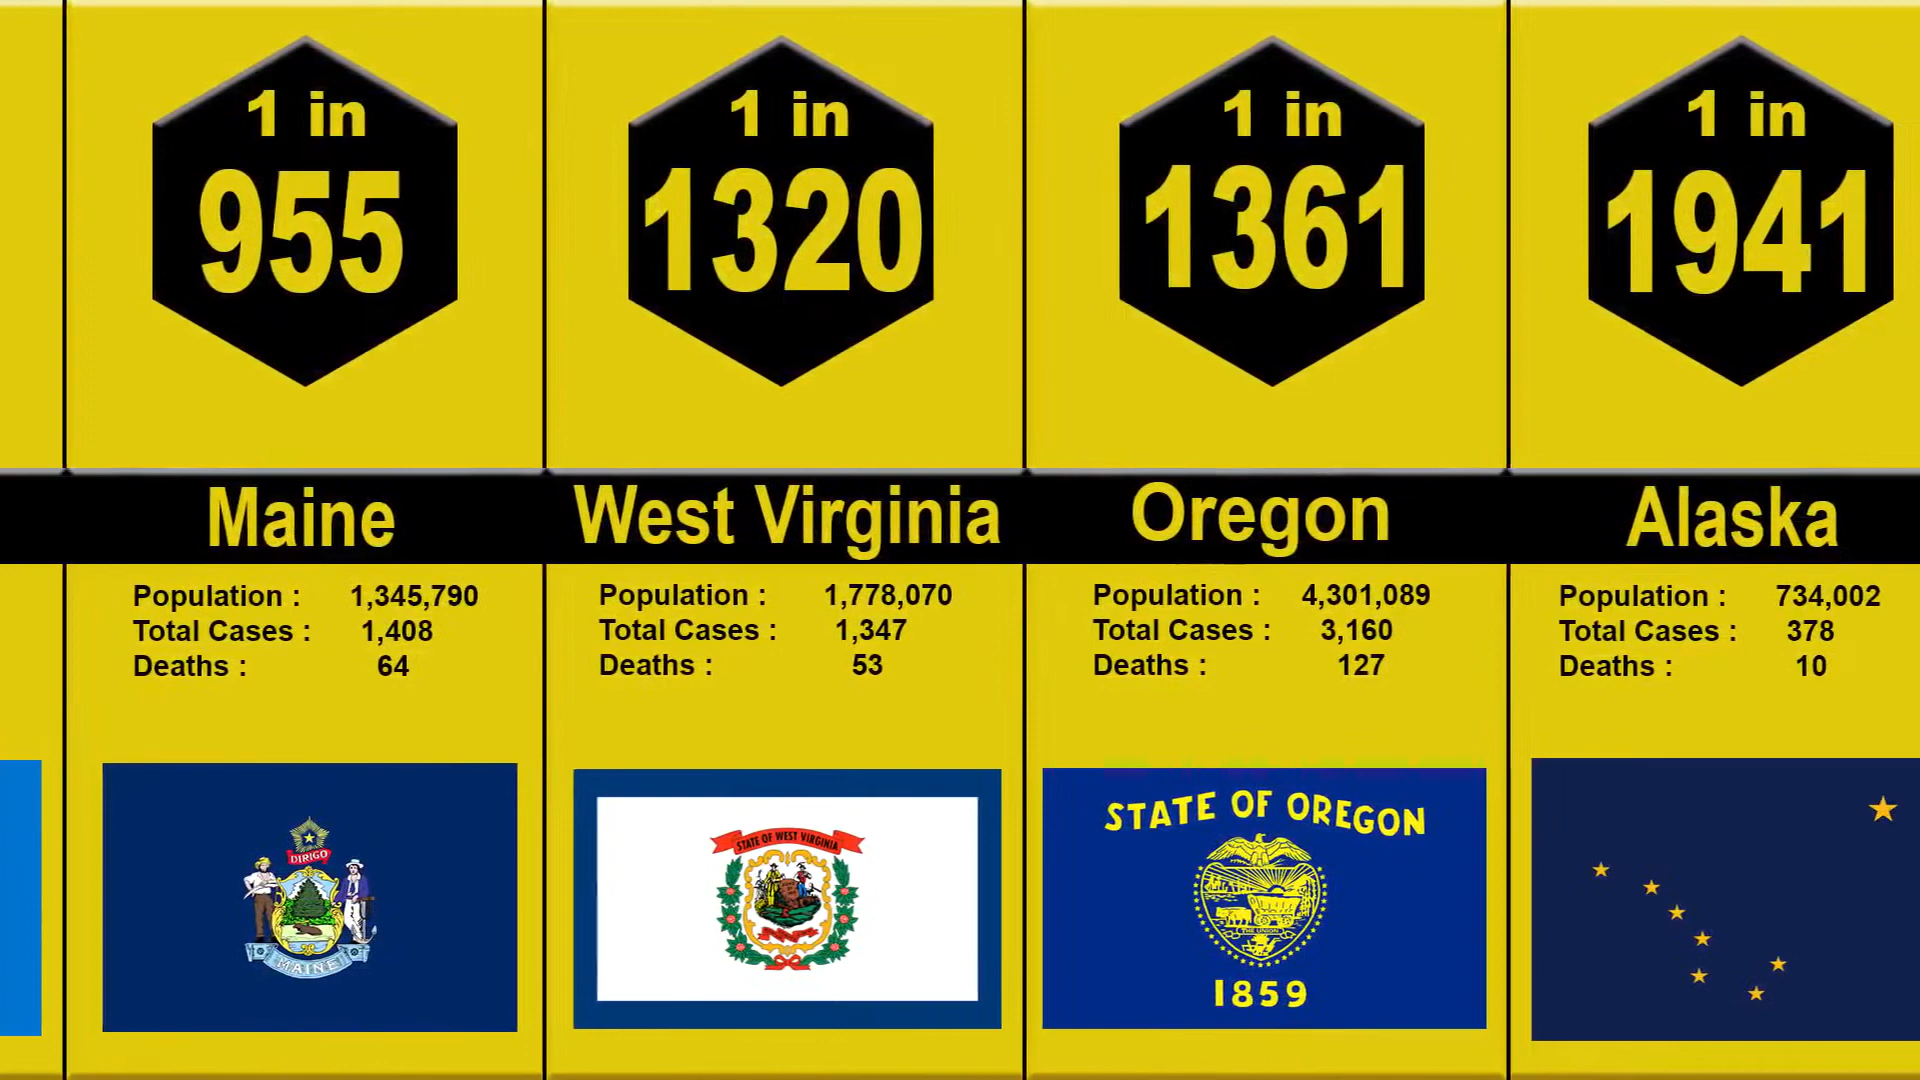 1 in
955
1 in
1320
1 in
1361
1 in
1941
Maine
West Virginia
Oregon
Alaska
Population : 1,345,790
Total Cases : 1,408
Deaths : 64
Population : 1,778,070
Total Cases : 1,347
Deaths : 53
Population : 4,301,089
Total Cases : 3,160
Deaths : 127
Population : 734,002
Total Cases : 378
Deaths : 10
DIRIGO
MAINE
STATE OF WEST VIRGINIA
STATE OF OREGON
THE UNION
1859